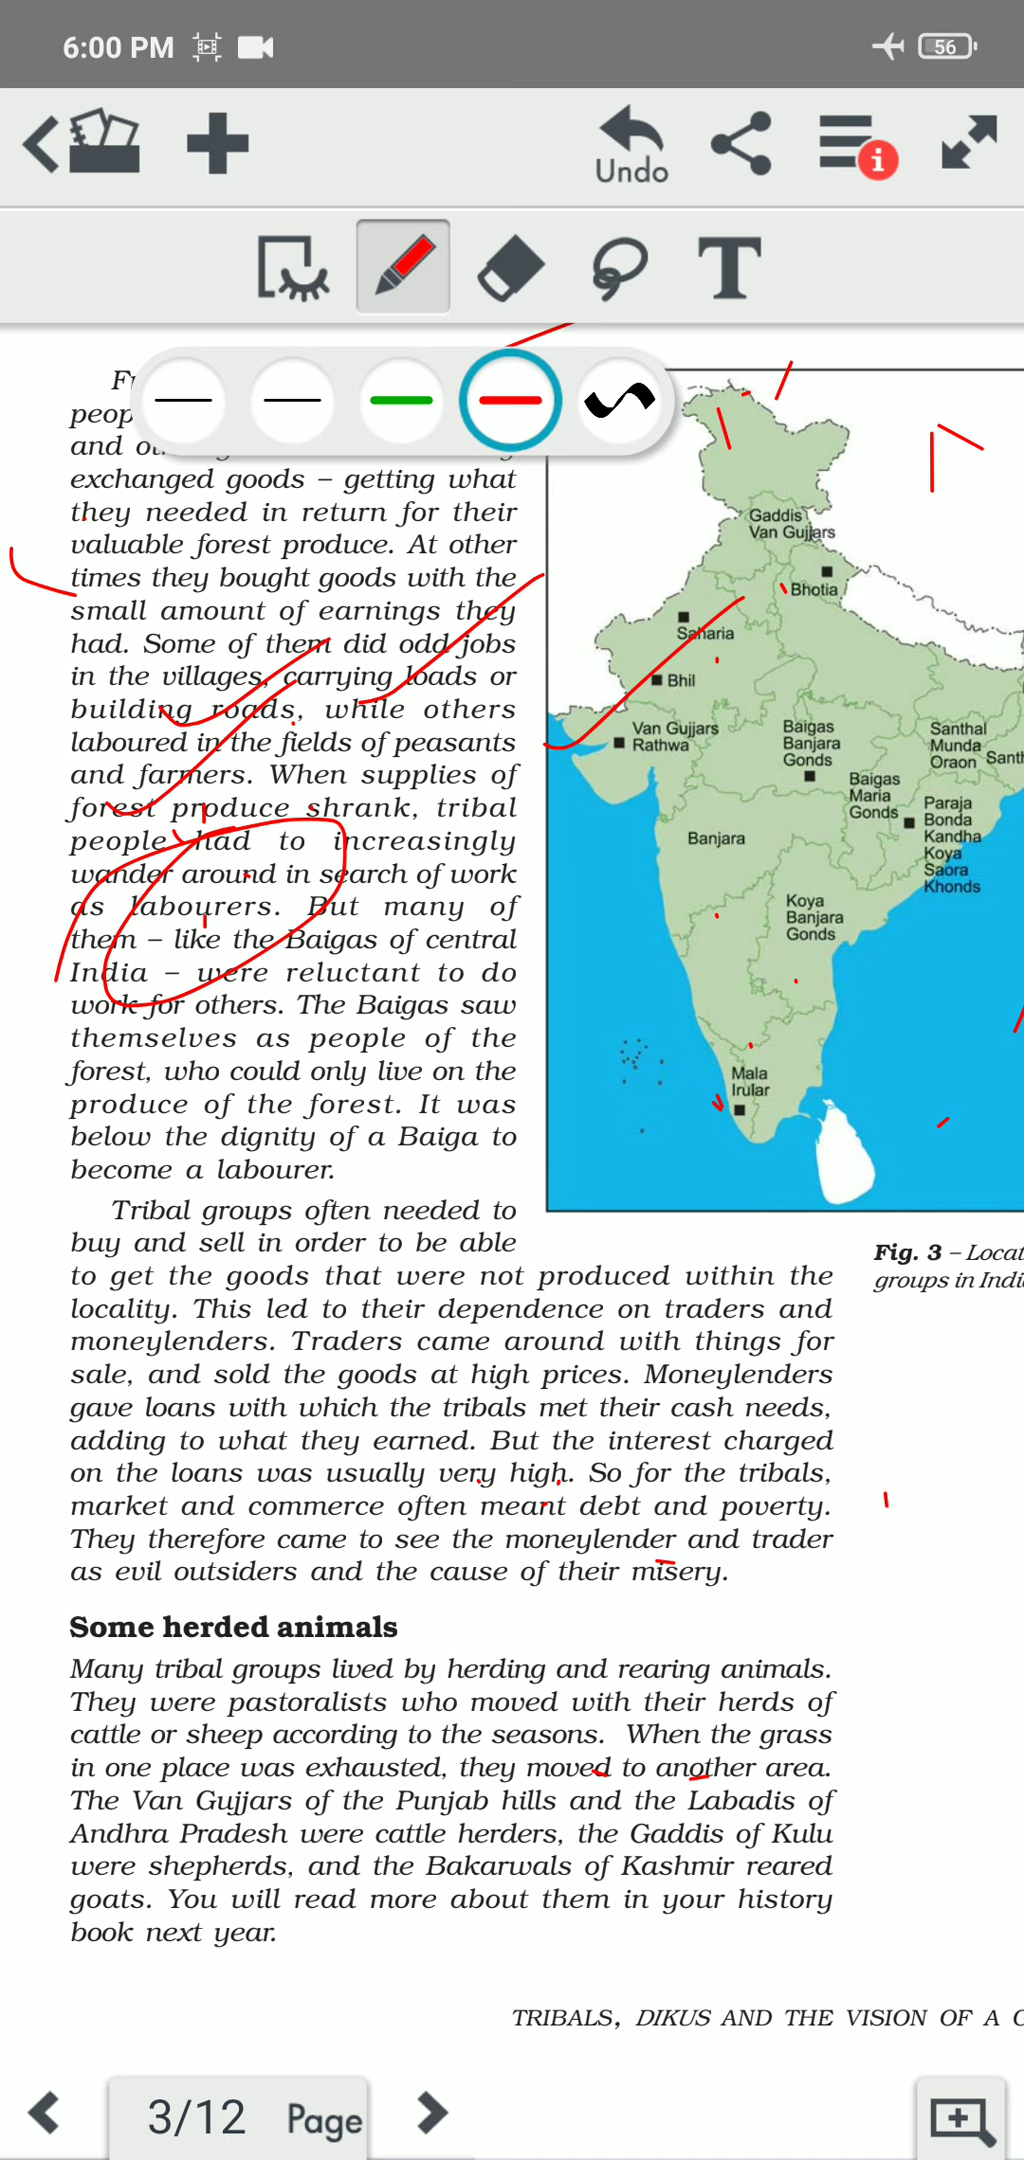 6:00 PM
56
Undo
i
T
Fr
peop
and ot
exchanged goods – getting what
they needed in return for their
valuable forest produce. At other
times they bought goods with the
small amount of earnings they
had. Some of them did odd jobs
in the villages, carrying loads or
building roads, while others
laboured in the fields of peasants
and farmers. When supplies of
forest produce shrank, tribal
people had to increasingly
wander around in search of work
as labourers. But many of
them – like the Baigas of central
India – were reluctant to do
work for others. The Baigas saw
themselves as people of the
forest, who could only live on the
produce of the forest. It was
below the dignity of a Baiga to
become a labourer.
Gaddis
Van Gujjars
Bhotia
Saharia
Bhil
Van Gujjars
Rathwa
Baigas
Banjara
Gonds
Santhal
Munda
Oraon
Santh
Baigas
Maria
Gonds
Paraja
Bonda
Kandha
Koya
Saora
Khonds
Banjara
Koya
Banjara
Gonds
Mala
Irular
Fig. 3 – Locat
groups in Indi
Tribal groups often needed to
buy and sell in order to be able
to get the goods that were not produced within the
locality. This led to their dependence on traders and
moneylenders. Traders came around with things for
sale, and sold the goods at high prices. Moneylenders
gave loans with which the tribals met their cash needs,
adding to what they earned. But the interest charged
on the loans was usually very high. So for the tribals,
market and commerce often meant debt and poverty.
They therefore came to see the moneylender and trader
as evil outsiders and the cause of their misery.
Some herded animals
Many tribal groups lived by herding and rearing animals.
They were pastoralists who moved with their herds of
cattle or sheep according to the seasons. When the grass
in one place was exhausted, they moved to another area.
The Van Gujjars of the Punjab hills and the Labadis of
Andhra Pradesh were cattle herders, the Gaddis of Kulu
were shepherds, and the Bakarwals of Kashmir reared
goats. You will read more about them in your history
book next year.
TRIBALS, DIKUS AND THE VISION OF A
3/12 Page